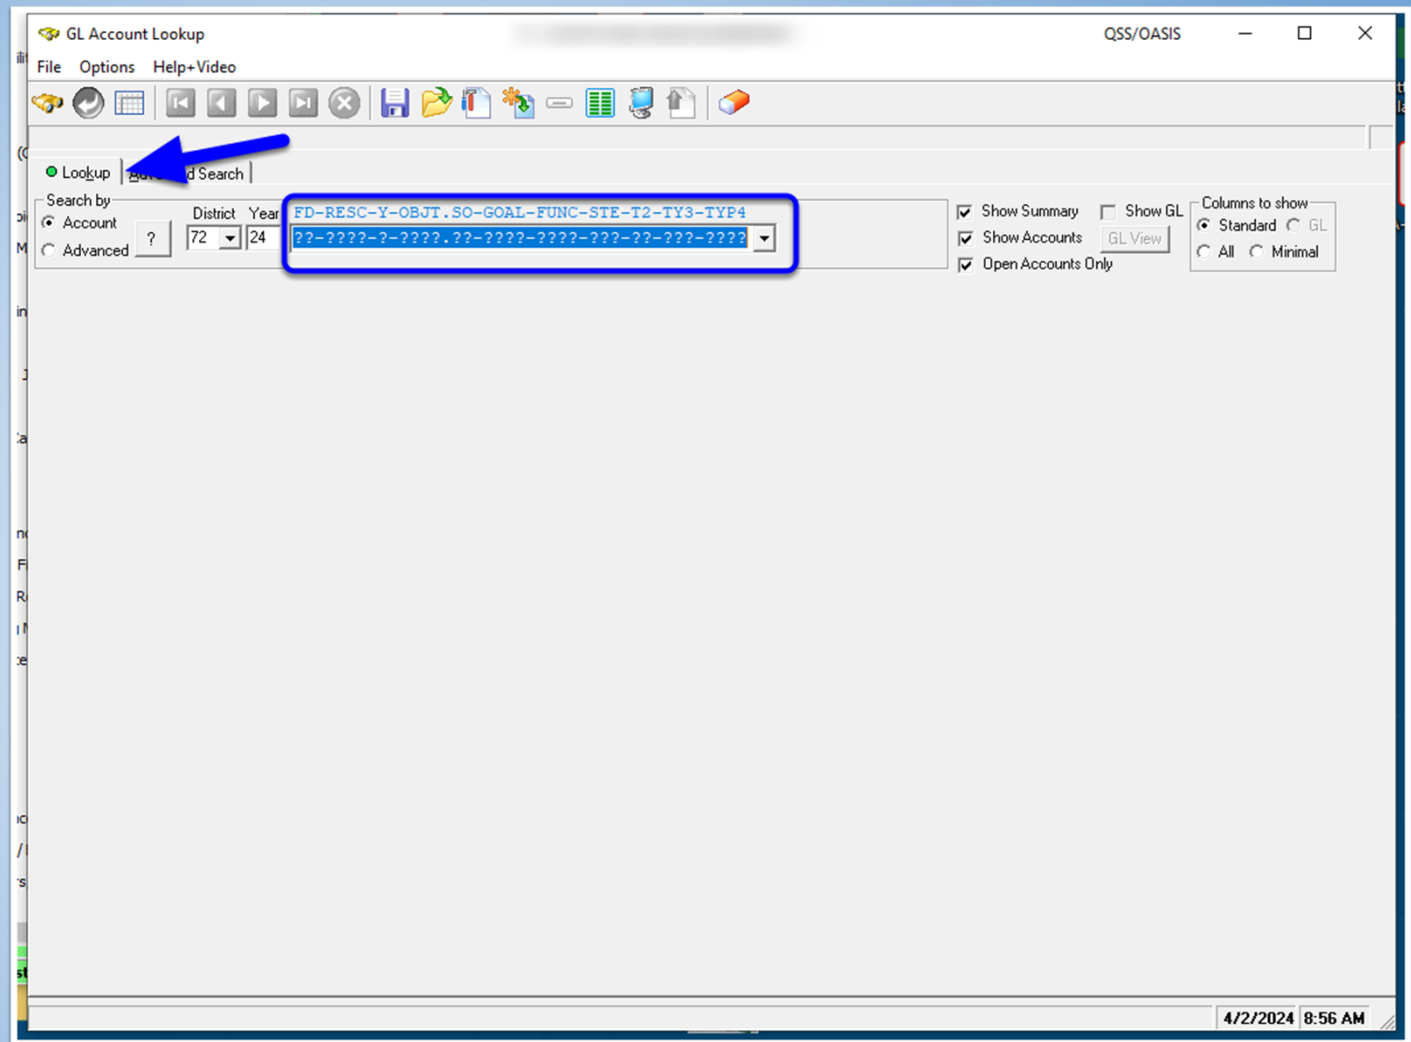 GL Account Lookup
QSS/OASIS
File Options Help+Video
Lookup
d Search
Search by
Account
Advanced
?
District Year
72 24
FD-RESC-Y-OBJT.SO-GOAL-FUNC-STE-T2-TY3-TYP4
??-????-?-????.??-????-????-???-??-???-????
Show Summary Show GL
Show Accounts GL View
Open Accounts Only
Columns to show
Standard GL
All Minimal
4/2/2024 8:56 AM